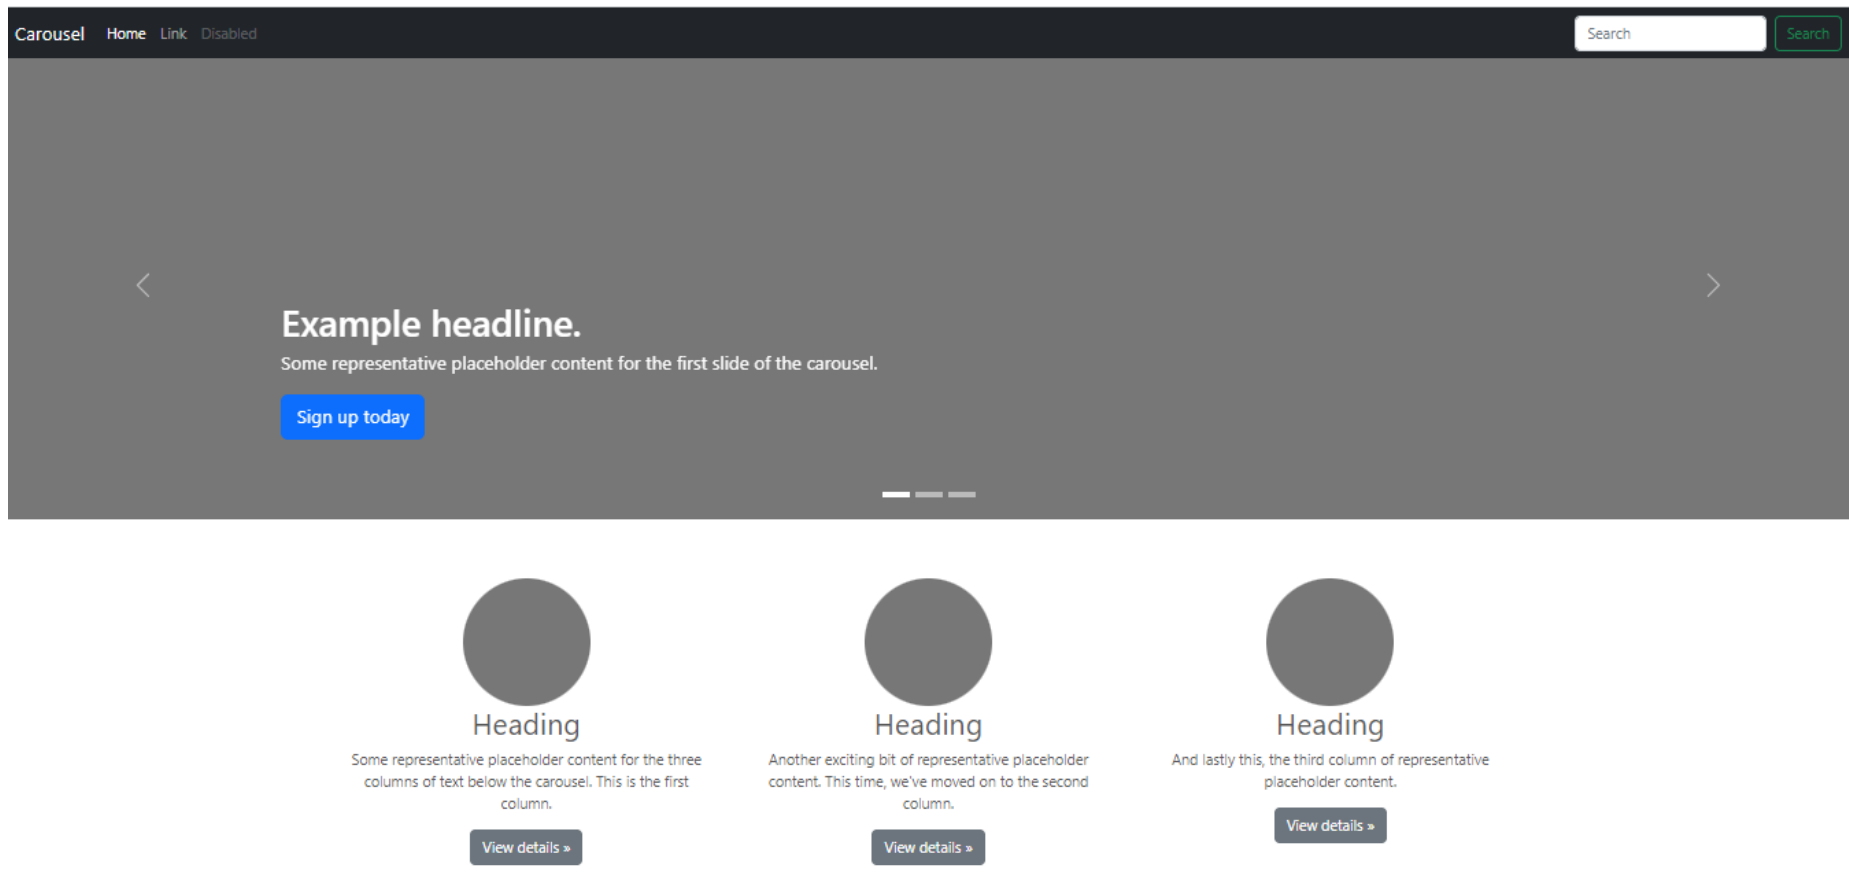 Carousel Home Link Disabled Search Search
Example headline.
Some representative placeholder content for the first slide of the carousel.
Sign up today
Heading
Some representative placeholder content for the three
columns of text below the carousel. This is the first
column.
View details »
Heading
Another exciting bit of representative placeholder
content. This time, we've moved on to the second
column.
View details »
Heading
And lastly this, the third column of representative
placeholder content.
View details »